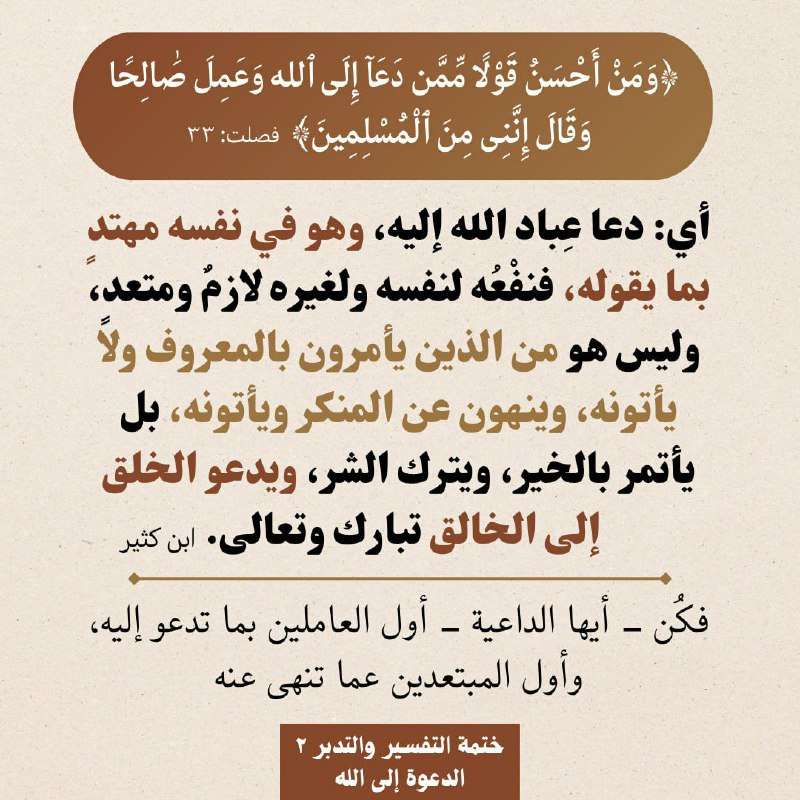 ﴿وَمَنْ أَحْسَنُ قَوْلًا مِّمَّن دَعَآ إِلَى ٱلله وَعَمِلَ صَٰلِحًا
وَقَالَ إِنَّنِى مِنَ ٱلْمُسْلِمِينَ﴾ فصلت: ٣٣
أي: دعا عِباد الله إليه، وهو في نفسه مهتدٍ
بما يقوله، فنفْعُه لنفسه ولغيره لازمٌ ومتعد،
وليس هو من الذين يأمرون بالمعروف ولاً
يأتونه، وينهون عن المنكر ويأتونه، بل
يأتمر بالخير، ويترك الشر، ويدعو الخلق
إلى الخالق تبارك وتعالى. ابن كثير
فكُن – أيها الداعية – أول العاملين بما تدعو إليه،
وأول المبتعدين عما تنهى عنه
ختمة التفسير والتدبر ٢
الدعوة إلى الله